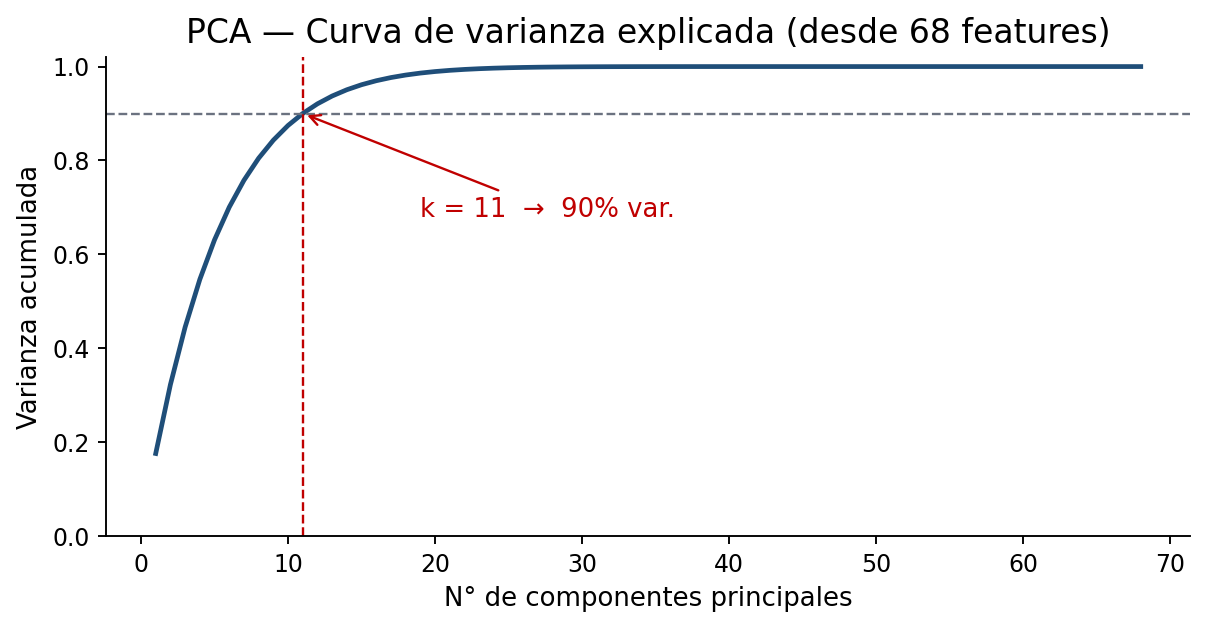 PCA — Curva de varianza explicada (desde 68 features)
Varianza acumulada
1.0
0.8
0.6
0.4
0.2
0.0
k = 11 → 90% var.
0 10 20 30 40 50 60 70
N° de componentes principales